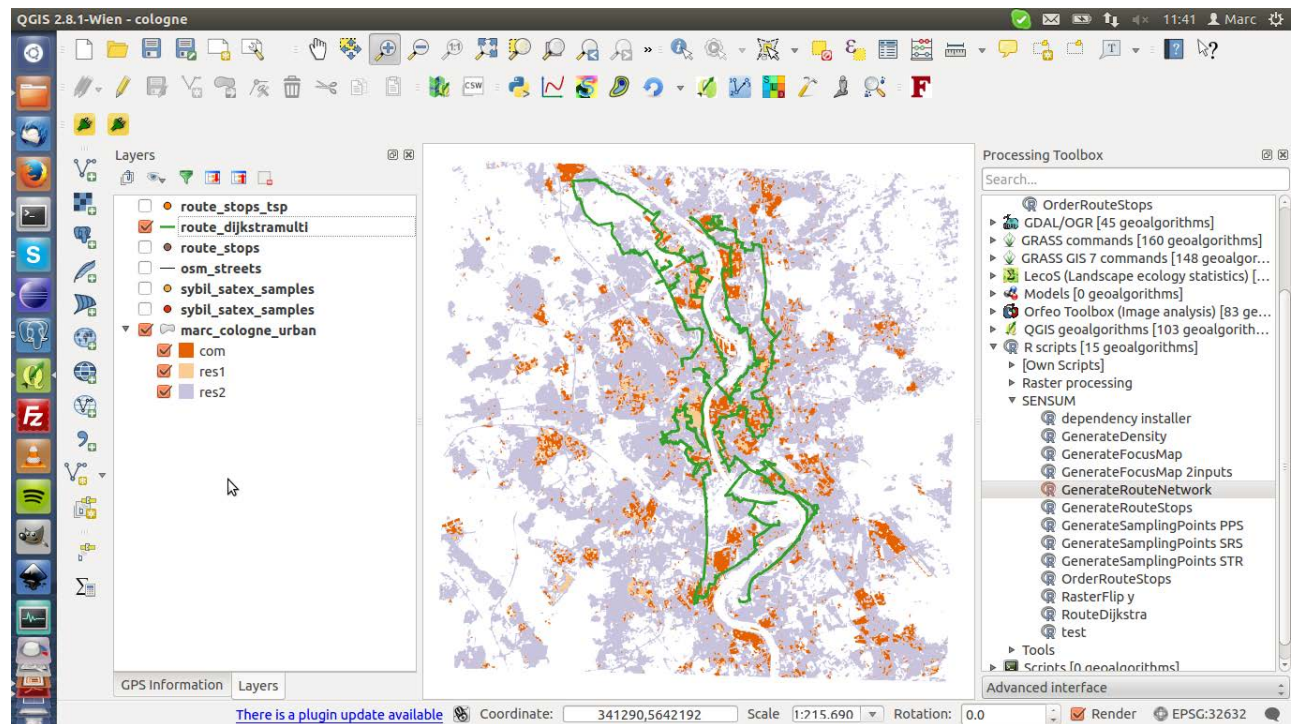 QGIS 2.8.1-Wien - cologne
11:41
Marc
CSW
F
Layers
route_stops_tsp
route_dijkstramulti
route_stops
osm_streets
sybil_satex_samples
sybil_satex_samples
marc_cologne_urban
com
res1
res2
GPS Information
Layers
Processing Toolbox
Search...
OrderRouteStops
GDAL/OGR [45 geoalgorithms]
GRASS commands [160 geoalgorithms]
GRASS GIS 7 commands [148 geoalgor...
LecoS (Landscape ecology statistics) [...
Models [0 geoalgorithms]
Orfeo Toolbox (Image analysis) [83 ge...
QGIS geoalgorithms [103 geoalgorith...
R scripts [15 geoalgorithms]
[Own Scripts]
Raster processing
SENSUM
dependency installer
GenerateDensity
GenerateFocusMap
GenerateFocusMap 2inputs
GenerateRouteNetwork
GenerateRouteStops
GenerateSamplingPoints PPS
GenerateSamplingPoints SRS
GenerateSamplingPoints STR
OrderRouteStops
RasterFlip y
RouteDijkstra
test
Tools
Scripts [0 geoalgorithms]
Advanced interface
There is a plugin update available
Coordinate: 341290,5642192 Scale 1:215.690 Rotation: 0.0 Render EPSG:32632